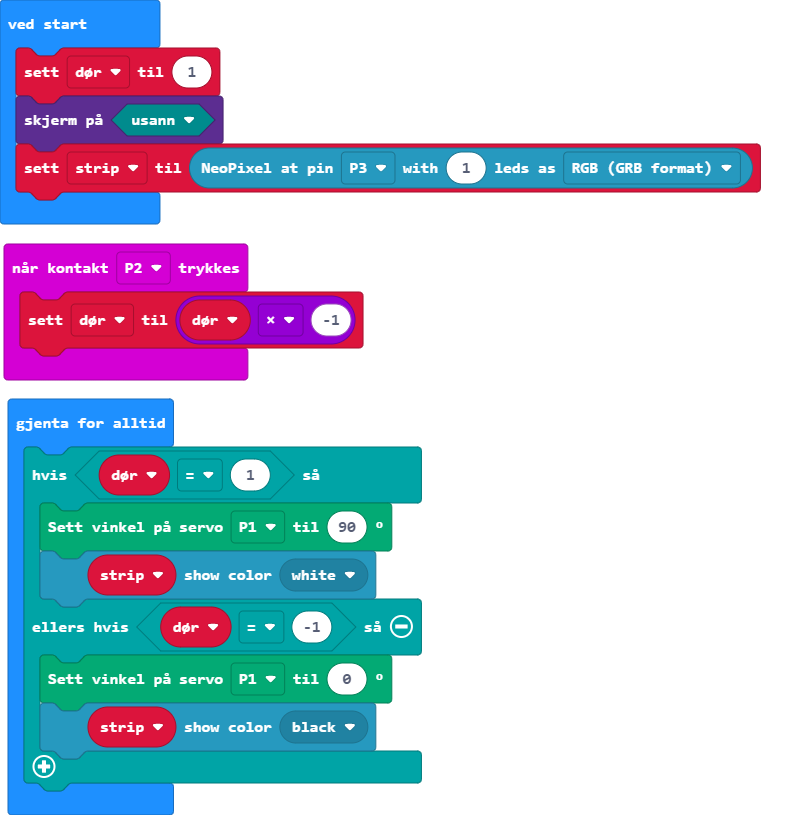 ved start
sett dør til 1
skjerm på usann
sett strip til NeoPixel at pin P3 with 1 leds as RGB (GRB format)
når kontakt P2 trykkes
sett dør til dør × -1
gjenta for alltid
hvis dør = 1 så
Sett vinkel på servo P1 til 90 °
strip show color white
ellers hvis dør = -1 så
Sett vinkel på servo P1 til 0 °
strip show color black